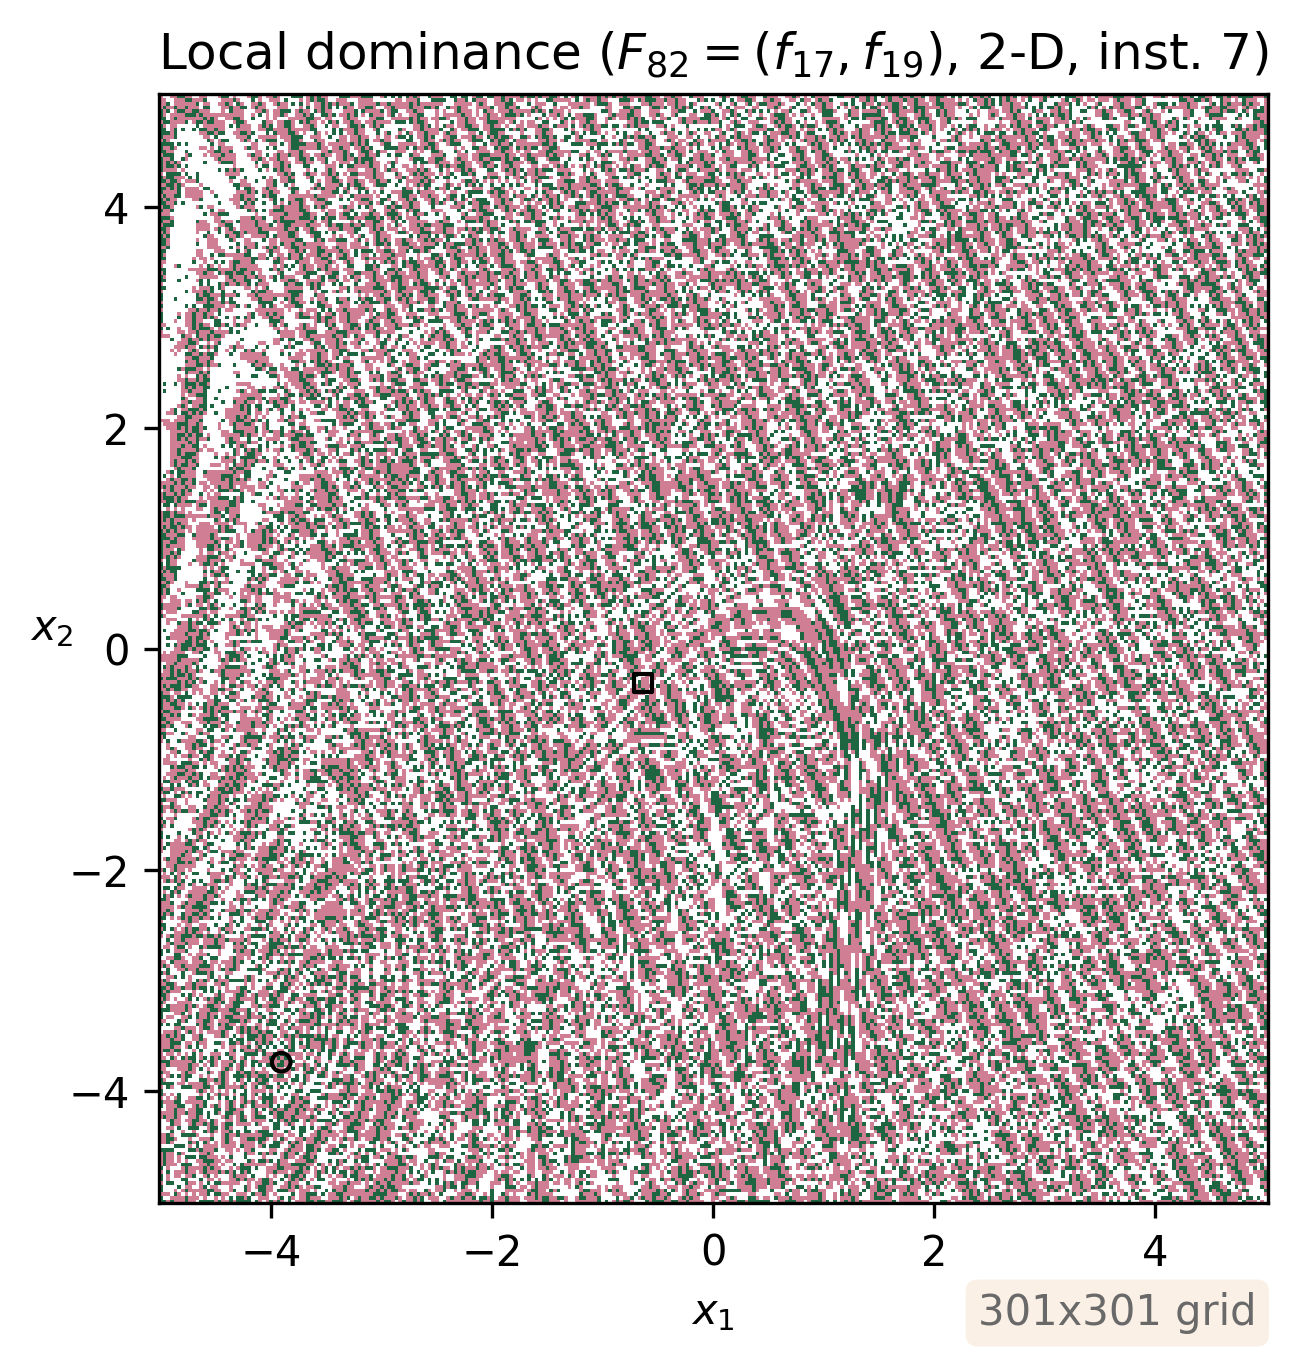 Local dominance (F₈₂ = (f₁₇, f₁₉), 2-D, inst. 7)
4
2
0
−2
−4
x₂
−4
−2
0
2
4
x₁
301x301 grid